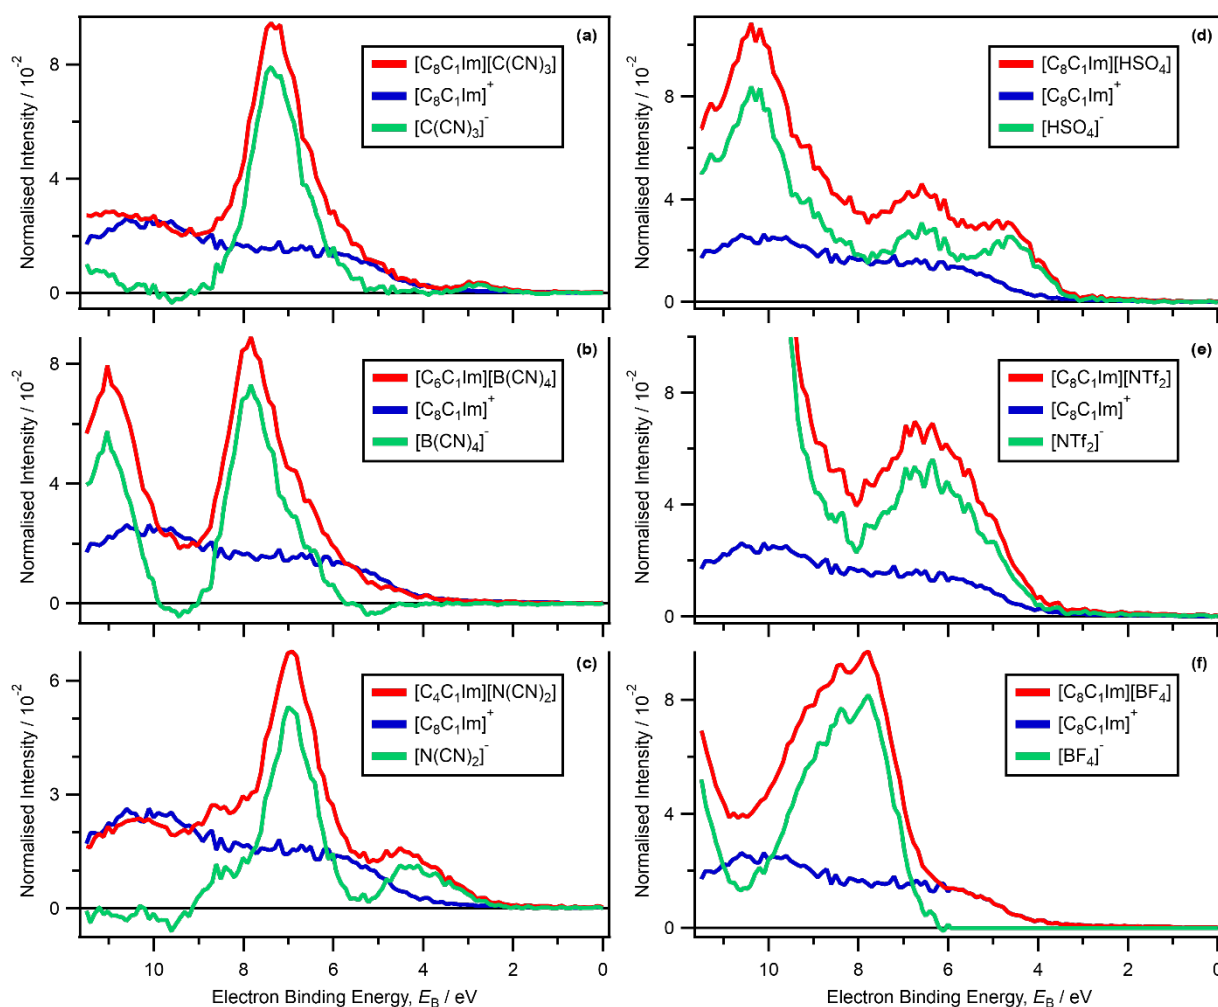 (a)
[C₈C₁Im][C(CN)₃]
[C₈C₁Im]⁺
[C(CN)₃]⁻
Normalised Intensity / 10⁻²
8
4
0
(b)
[C₆C₁Im][B(CN)₄]
[C₈C₁Im]⁺
[B(CN)₄]⁻
Normalised Intensity / 10⁻²
8
4
0
(c)
[C₄C₁Im][N(CN)₂]
[C₈C₁Im]⁺
[N(CN)₂]⁻
Normalised Intensity / 10⁻²
6
3
0
10 8 6 4 2 0
Electron Binding Energy, E_B / eV
(d)
[C₈C₁Im][HSO₄]
[C₈C₁Im]⁺
[HSO₄]⁻
Normalised Intensity / 10⁻²
8
4
0
(e)
[C₈C₁Im][NTf₂]
[C₈C₁Im]⁺
[NTf₂]⁻
Normalised Intensity / 10⁻²
8
4
0
(f)
[C₈C₁Im][BF₄]
[C₈C₁Im]⁺
[BF₄]⁻
Normalised Intensity / 10⁻²
8
4
0
10 8 6 4 2 0
Electron Binding Energy, E_B / eV